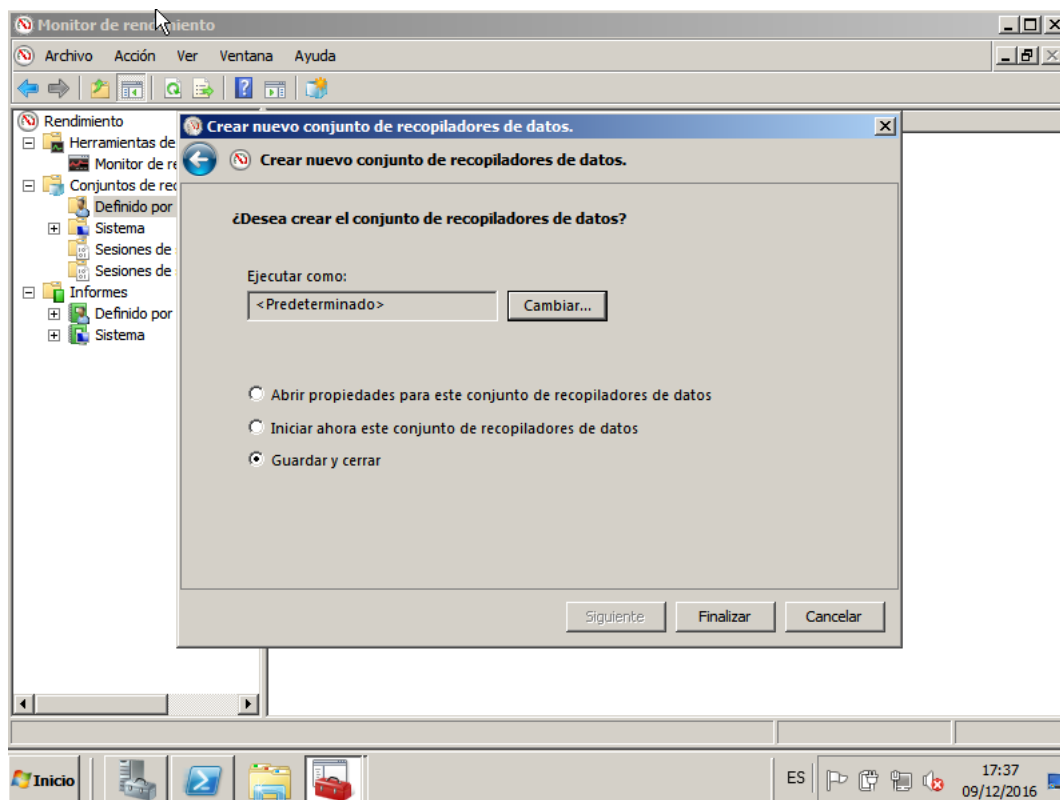 Monitor de rendimiento
Archivo Acción Ver Ventana Ayuda
Rendimiento
Herramientas de
Monitor de re
Conjuntos de rec
Definido por
Sistema
Sesiones de
Sesiones de
Informes
Definido por
Sistema
Crear nuevo conjunto de recopiladores de datos.
Crear nuevo conjunto de recopiladores de datos.
¿Desea crear el conjunto de recopiladores de datos?
Ejecutar como:
<Predeterminado>
Cambiar...
Abrir propiedades para este conjunto de recopiladores de datos
Iniciar ahora este conjunto de recopiladores de datos
Guardar y cerrar
Siguiente Finalizar Cancelar
Inicio
ES
17:37
09/12/2016